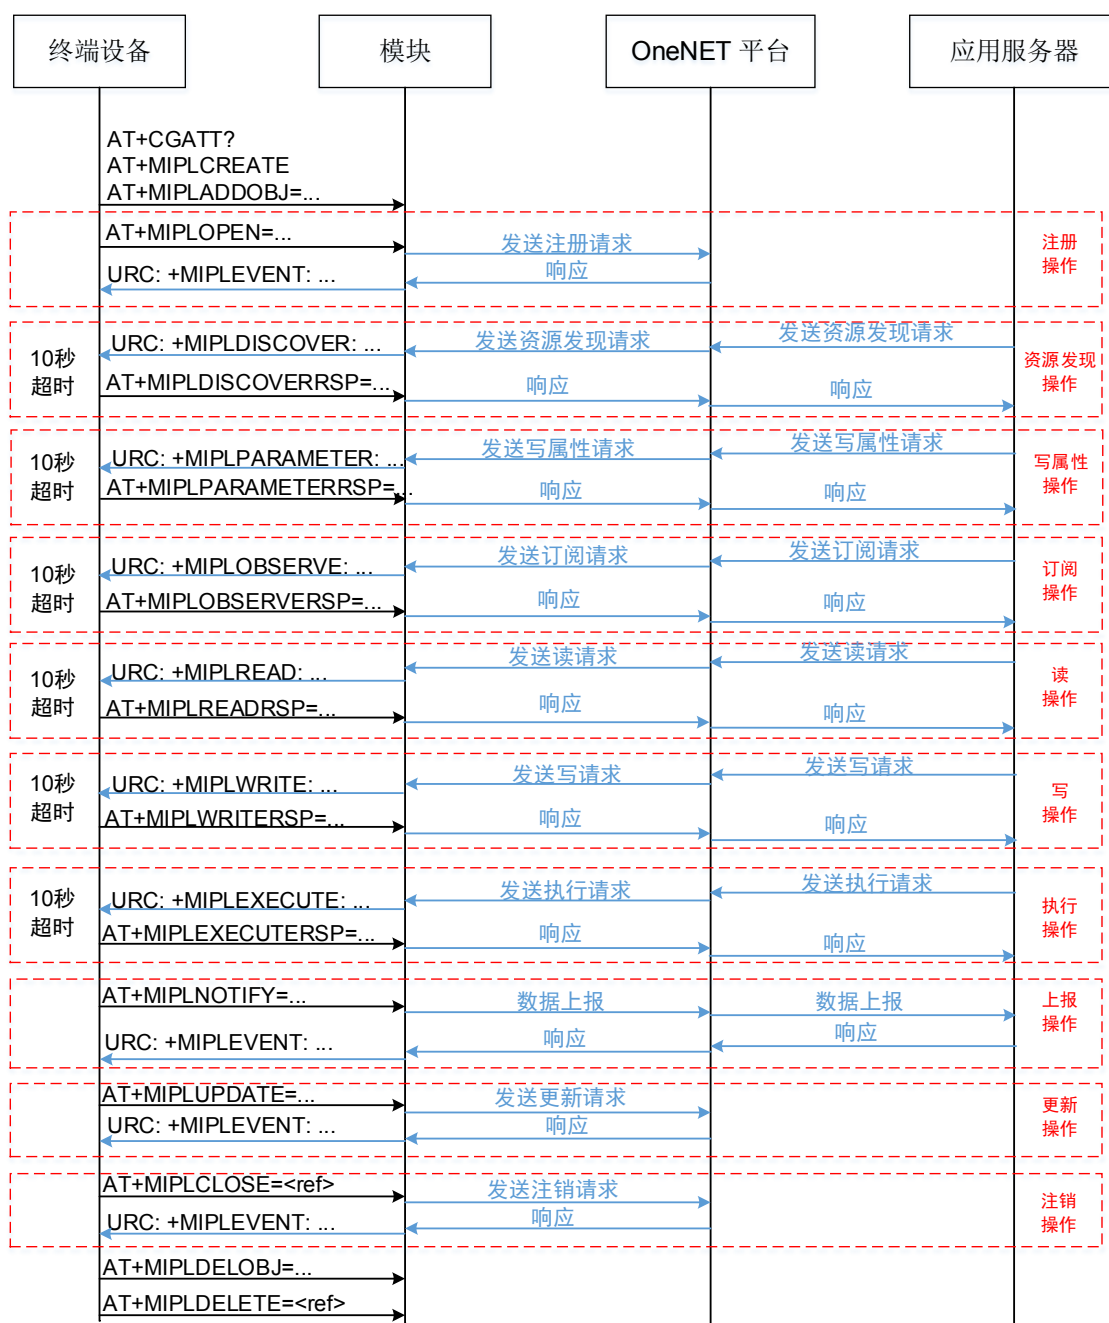 终端设备
模块
OneNET 平台
应用服务器
AT+CGATT?
AT+MIPLCREATE
AT+MIPLADDOBJ=...
AT+MIPLOPEN=...
发送注册请求
注册
操作
URC: +MIPLEVENT: ...
响应
10秒
超时
URC: +MIPLDISCOVER: ...
发送资源发现请求
发送资源发现请求
资源发现
操作
AT+MIPLDISCOVERRSP=...
响应
响应
10秒
超时
URC: +MIPLPARAMETER: ...
发送写属性请求
发送写属性请求
写属性
操作
AT+MIPLPARAMETERRSP=...
响应
响应
10秒
超时
URC: +MIPLOBSERVE: ...
发送订阅请求
发送订阅请求
订阅
操作
AT+MIPLOBSERVERSP=...
响应
响应
10秒
超时
URC: +MIPLREAD: ...
发送读请求
发送读请求
读
操作
AT+MIPLREADRSP=...
响应
响应
10秒
超时
URC: +MIPLWRITE: ...
发送写请求
发送写请求
写
操作
AT+MIPLWRITERSP=...
响应
响应
10秒
超时
URC: +MIPLEXECUTE: ...
发送执行请求
发送执行请求
执行
操作
AT+MIPLEXECUTERSP=...
响应
响应
AT+MIPLNOTIFY=...
数据上报
数据上报
上报
操作
URC: +MIPLEVENT: ...
响应
响应
AT+MIPLUPDATE=...
发送更新请求
更新
操作
URC: +MIPLEVENT: ...
响应
AT+MIPLCLOSE=<ref>
发送注销请求
注销
操作
URC: +MIPLEVENT: ...
响应
AT+MIPLDELOBJ=...
AT+MIPLDELETE=<ref>